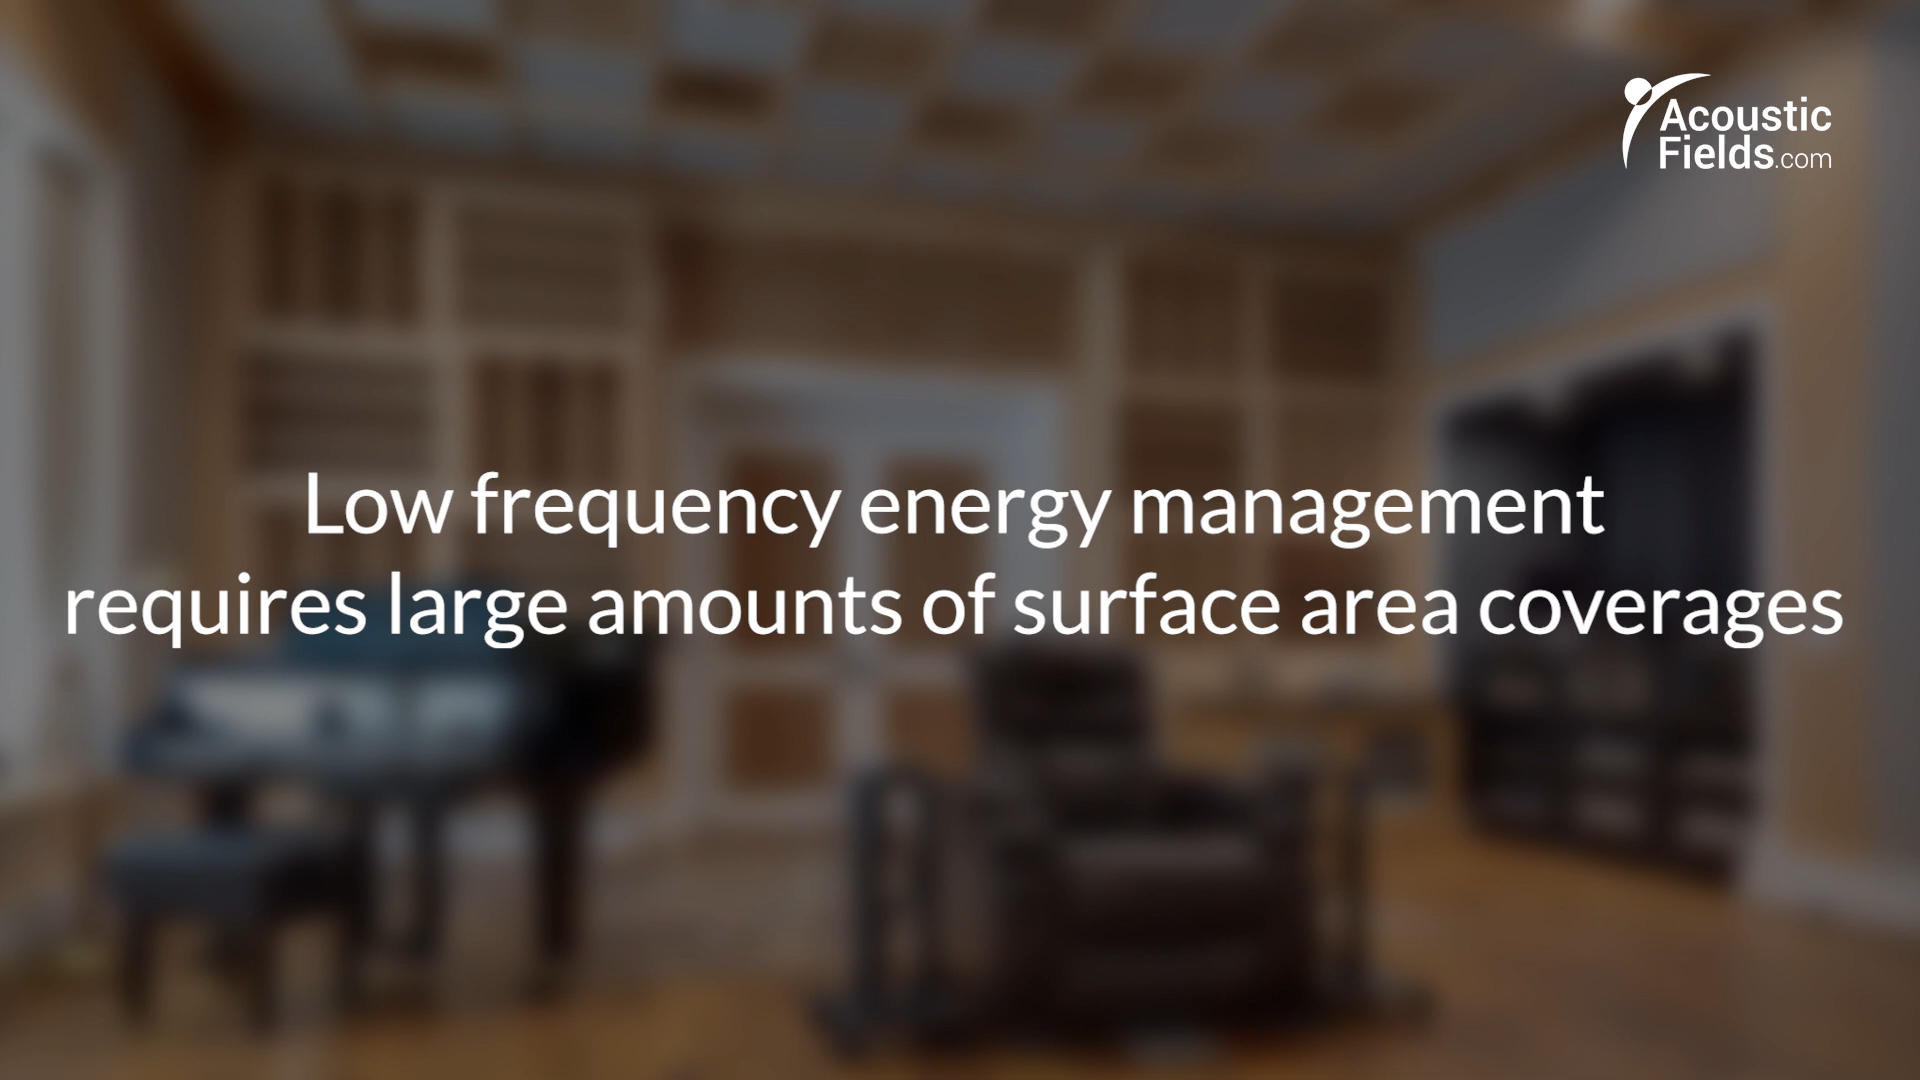 Acoustic
Fields.com
Low frequency energy management
requires large amounts of surface area coverages